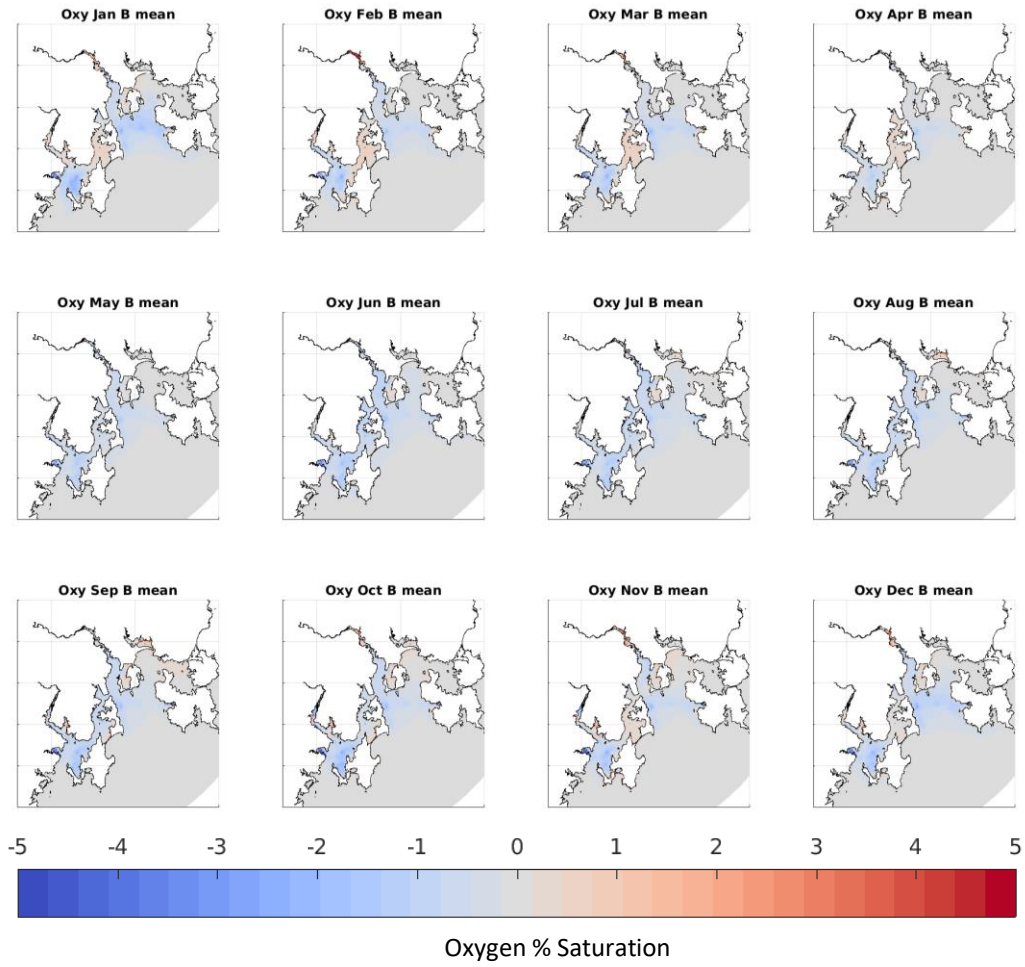 Oxy Jan B mean Oxy Feb B mean Oxy Mar B mean Oxy Apr B mean
Oxy May B mean Oxy Jun B mean Oxy Jul B mean Oxy Aug B mean
Oxy Sep B mean Oxy Oct B mean Oxy Nov B mean Oxy Dec B mean
-5 -4 -3 -2 -1 0 1 2 3 4 5
Oxygen % Saturation